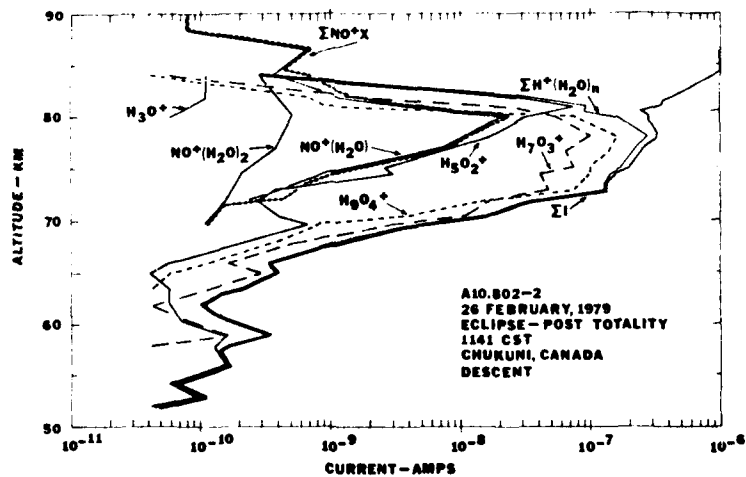 90
80
70
60
50
ALTITUDE – KM
ΣNO⁺X
ΣH⁺(H₂O)ₙ
H₃O⁺
NO⁺(H₂O)₂
NO⁺(H₂O)
H₅O₂⁺
H₇O₃⁺
H₉O₄⁺
ΣI
A10.802-2
26 FEBRUARY, 1979
ECLIPSE – POST TOTALITY
1141 CST
CHUKUNI, CANADA
DESCENT
10⁻¹¹ 10⁻¹⁰ 10⁻⁹ 10⁻⁸ 10⁻⁷ 10⁻⁶
CURRENT – AMPS